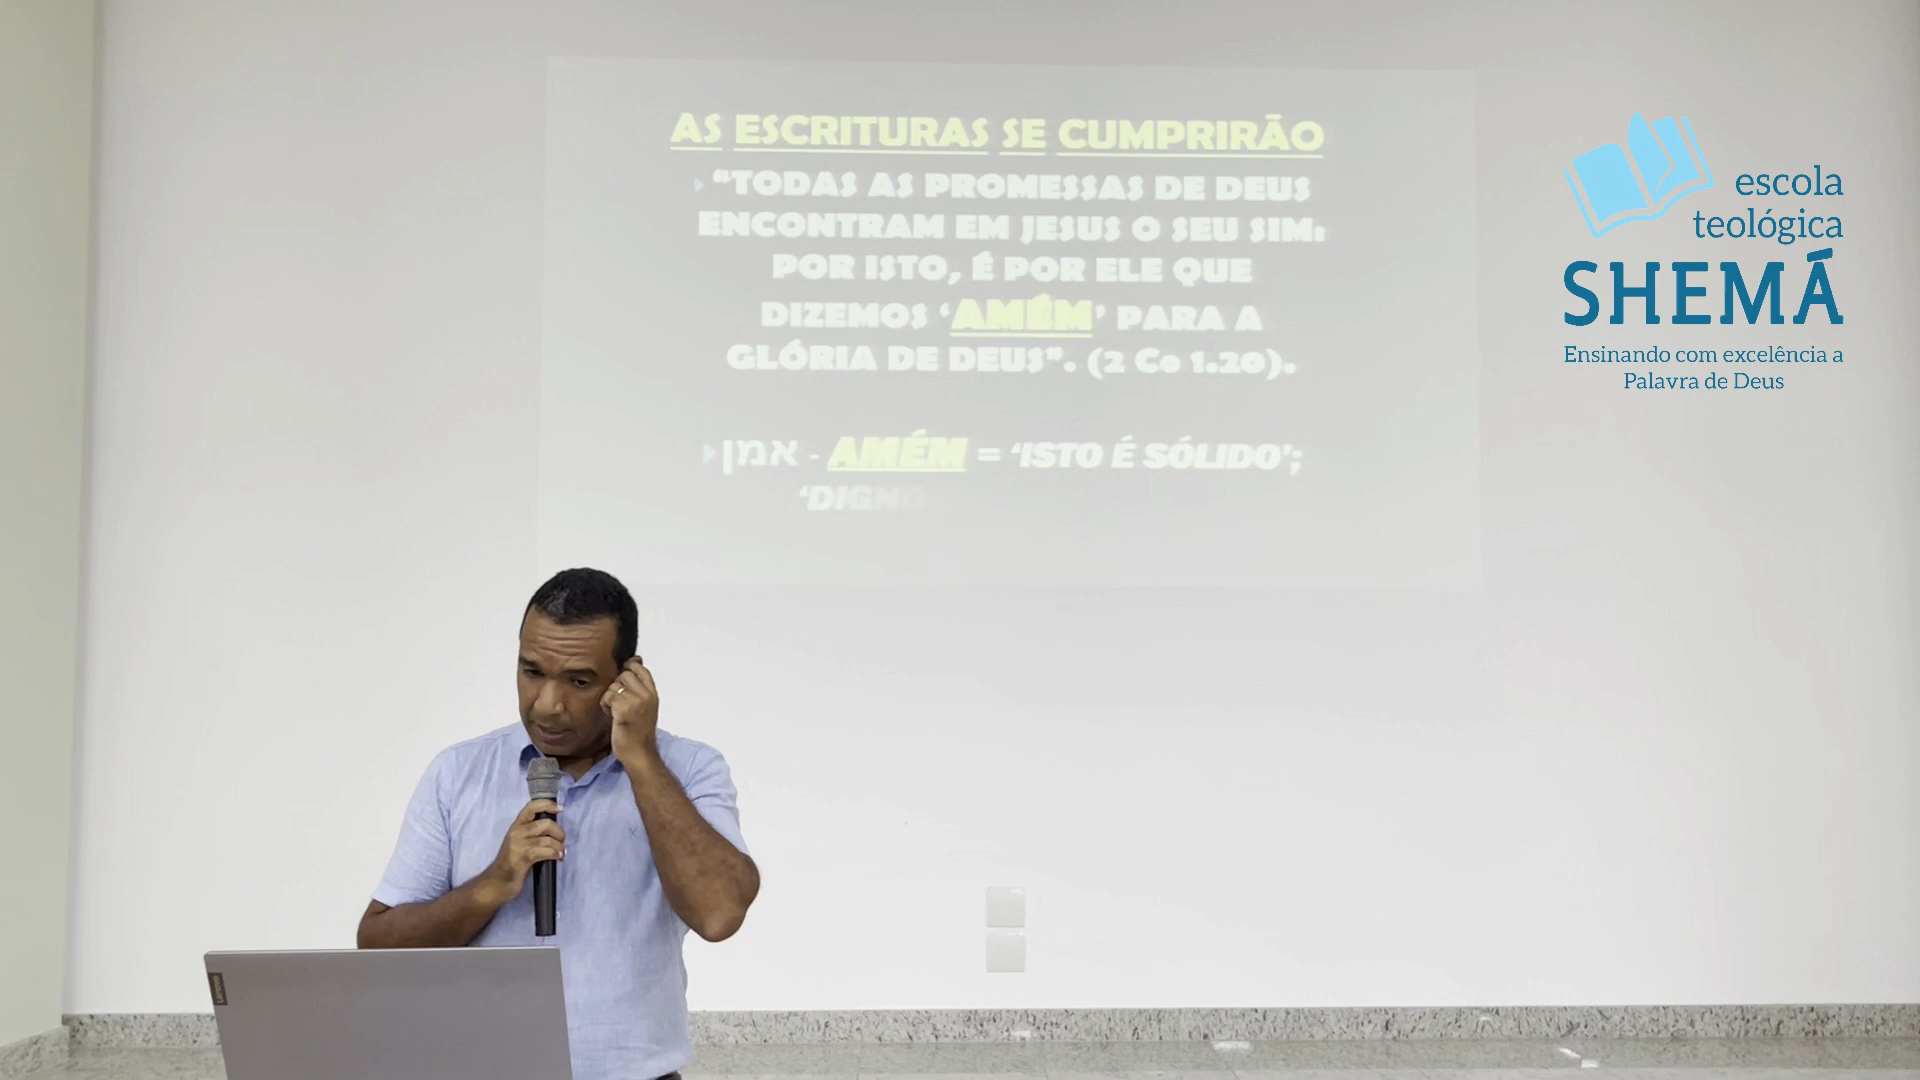 AS ESCRITURAS SE CUMPRIRÃO
“TODAS AS PROMESSAS DE DEUS
ENCONTRAM EM JESUS O SEU SIM:
POR ISTO, É POR ELE QUE
DIZEMOS ‘AMÉM’ PARA A
GLÓRIA DE DEUS”. (2 Co 1.20).
אמן - AMÉM = ‘ISTO É SÓLIDO’;
‘DIGNO
escola
teológica
SHEMÁ
Ensinando com excelência a
Palavra de Deus
Lenovo